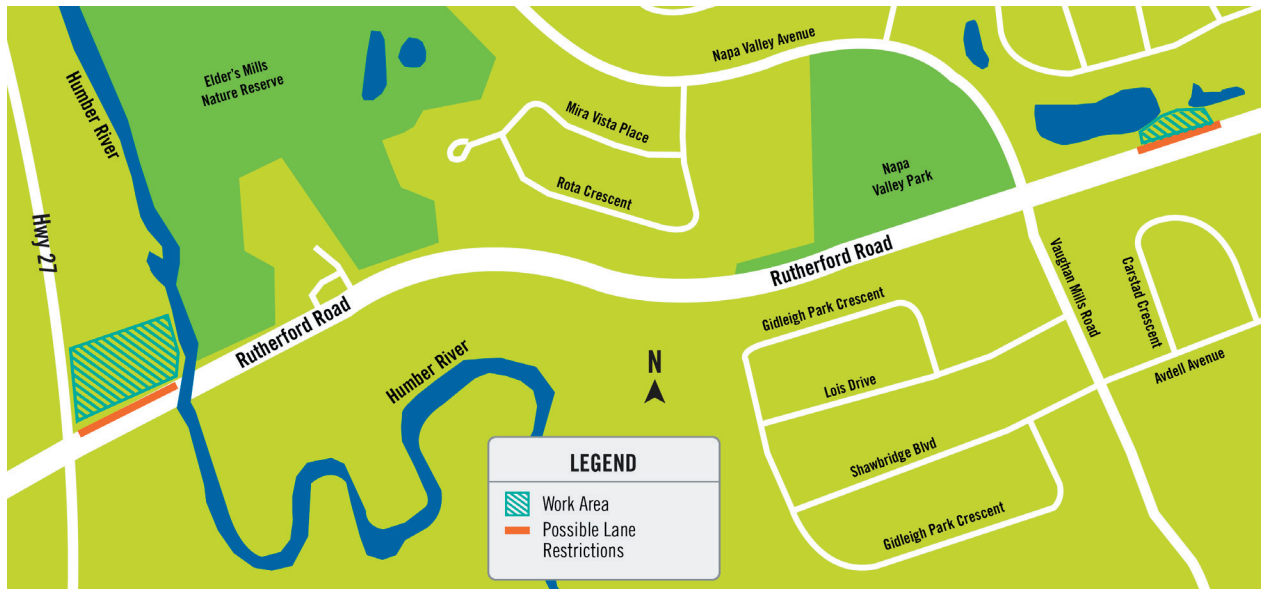 Napa Valley Avenue
Elder's Mills
Nature Reserve
Humber River
Mira Vista Place
Rota Crescent
Napa
Valley Park
Hwy 27
Rutherford Road
Rutherford Road
Vaughan Mills Road
Carstad Crescent
Gidleigh Park Crescent
Humber River
N
Lois Drive
Avdell Avenue
Shawbridge Blvd
Gidleigh Park Crescent
LEGEND
Work Area
Possible Lane
Restrictions